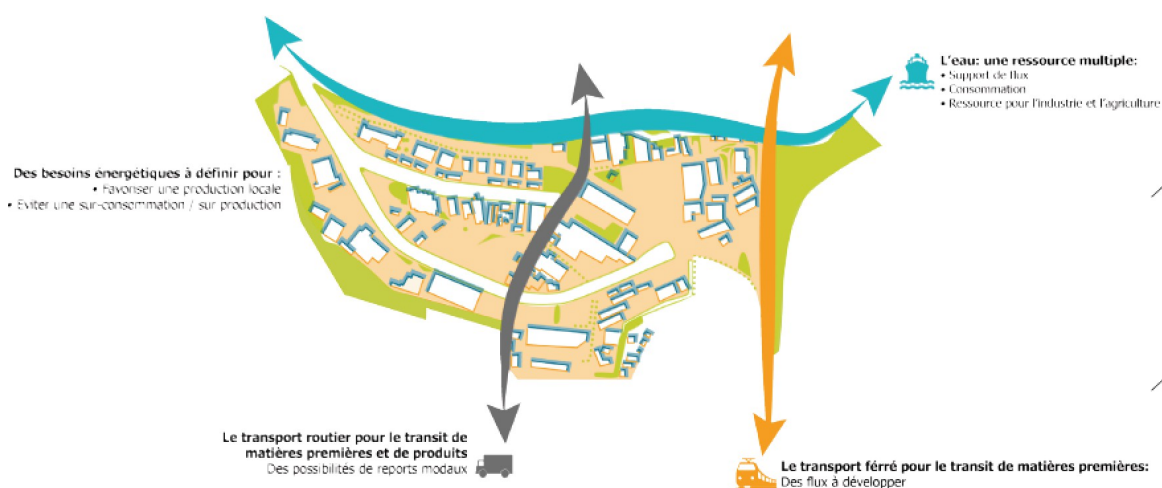 L'eau: une ressource multiple:
• Support de flux
• Consommation
• Ressource pour l'industrie et l'agriculture
Des besoins énergétiques à définir pour :
• Favoriser une production locale
• Eviter une sur-consommation / sur production
Le transport routier pour le transit de
matières premières et de produits
Des possibilités de reports modaux
Le transport férré pour le transit de matières premières:
Des flux à développer